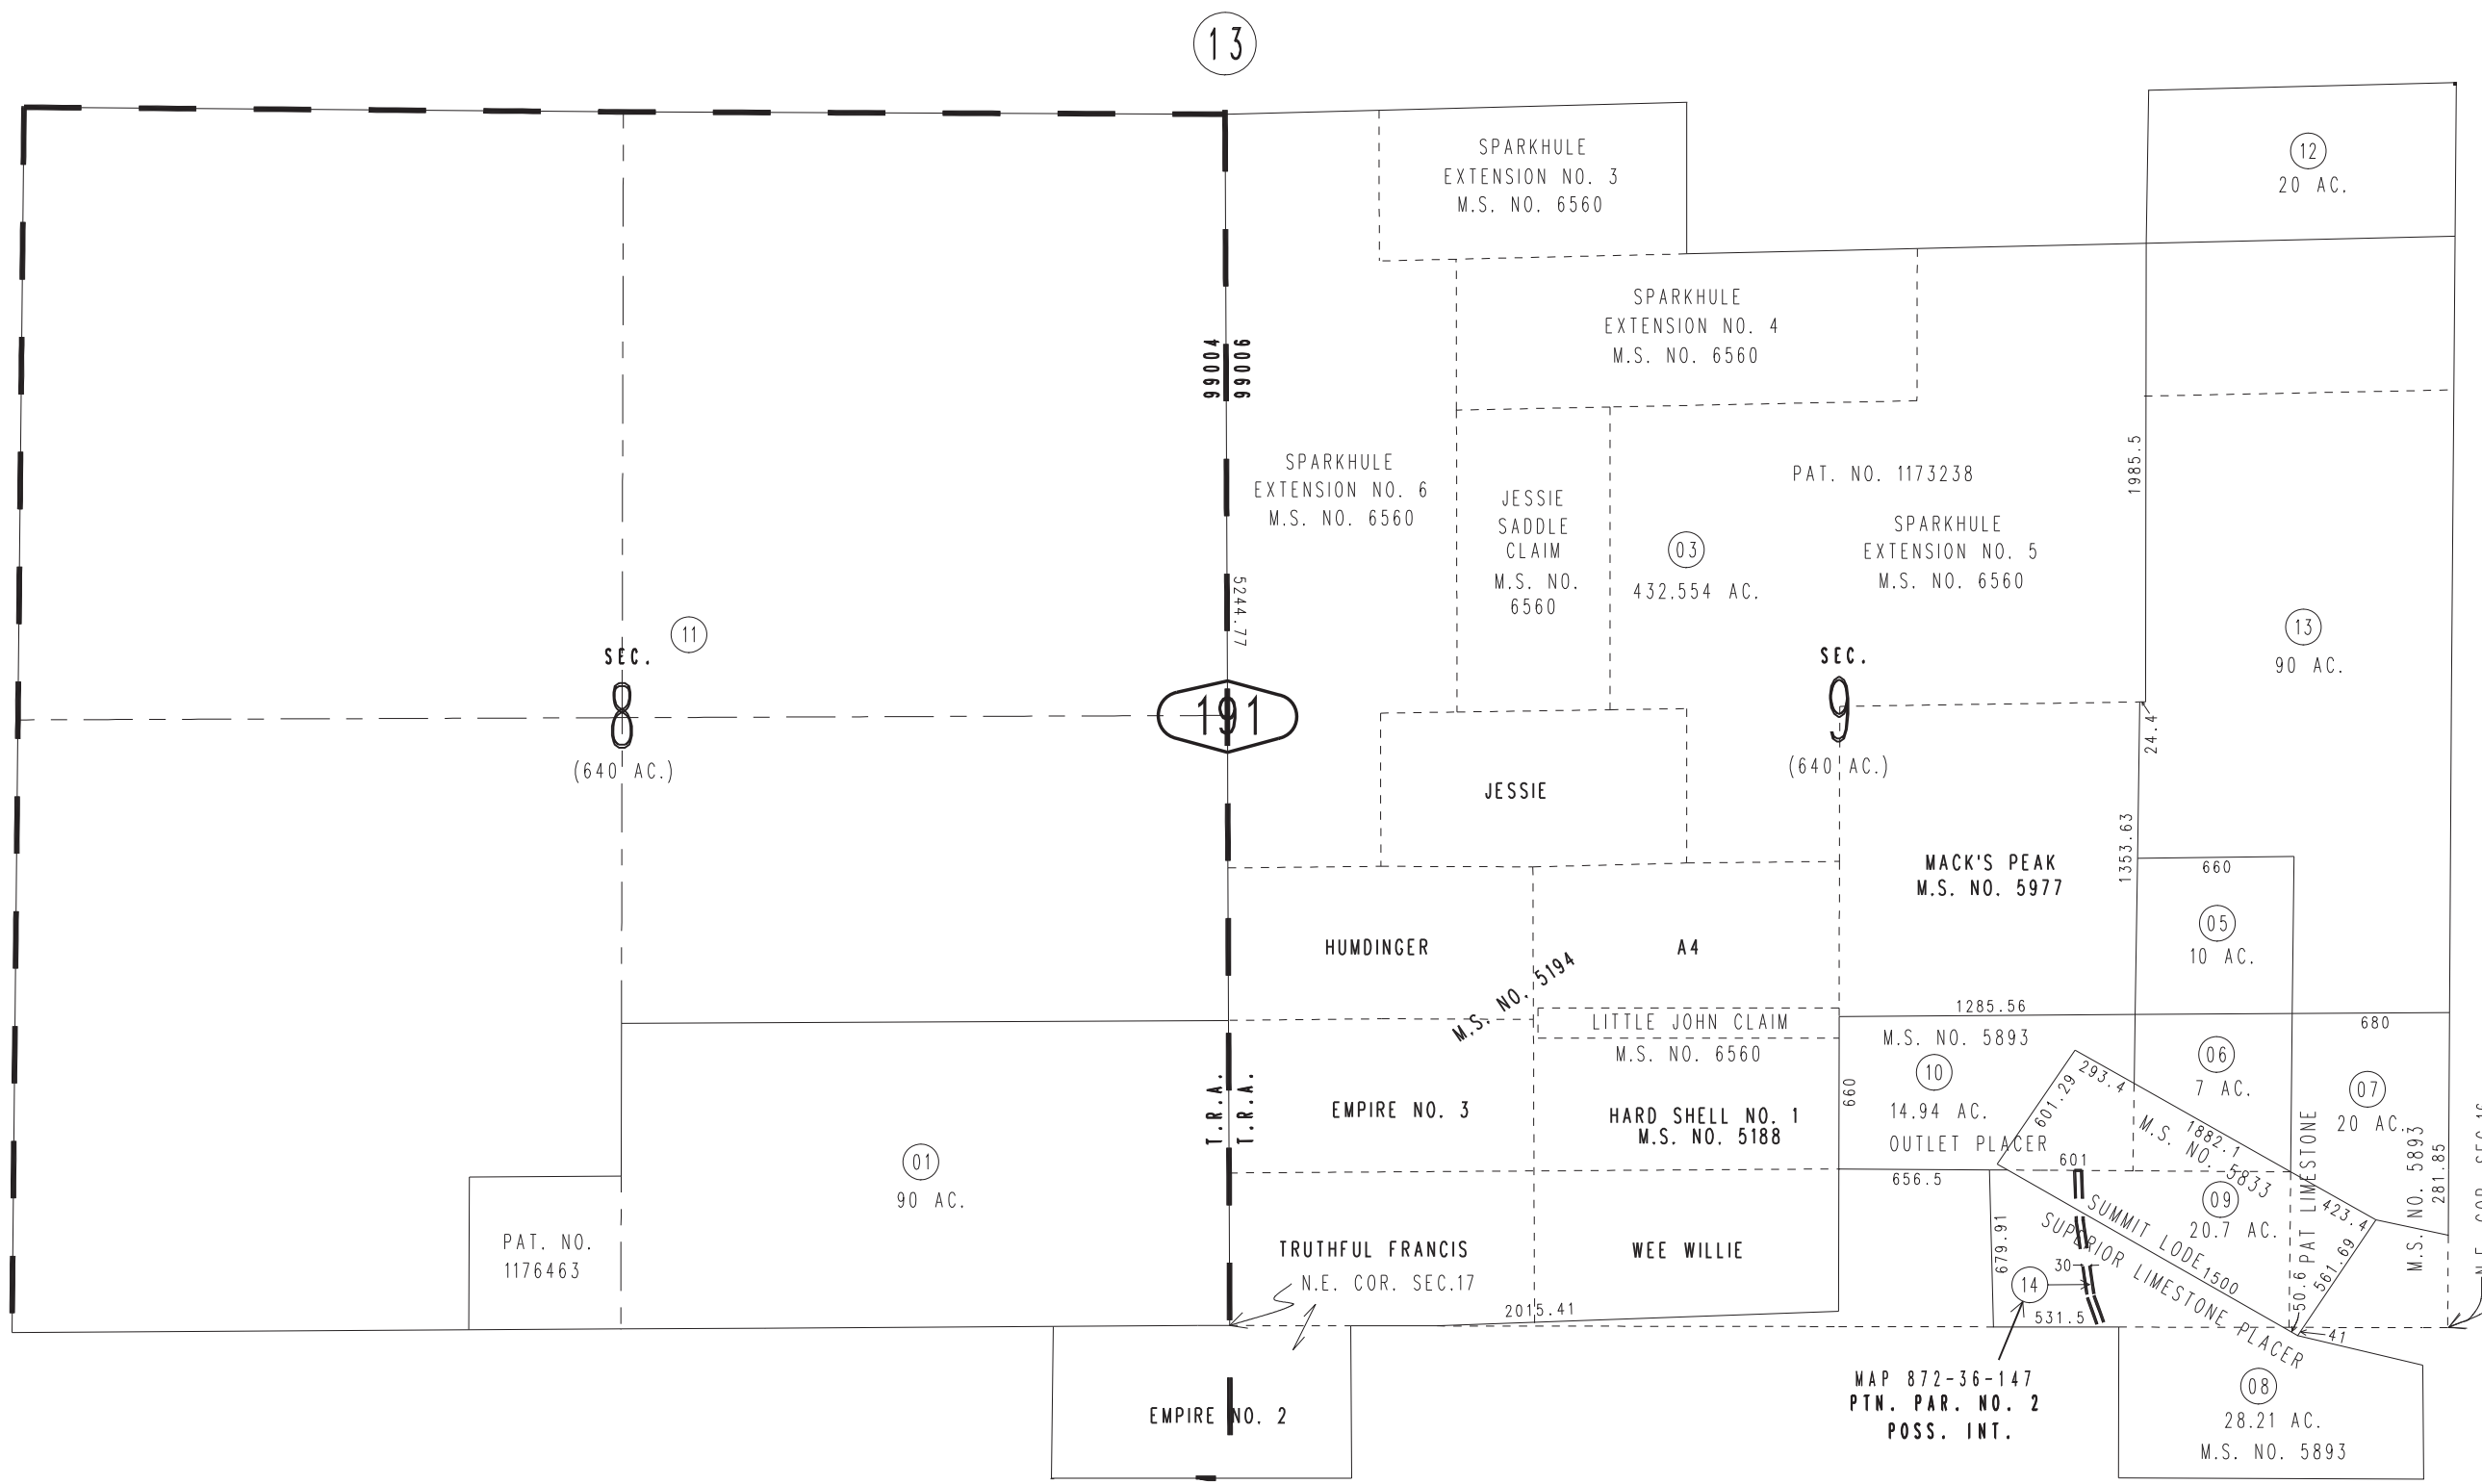 13
SPARKHULE
EXTENSION NO. 3
M.S. NO. 6560
12
20 AC.
SPARKHULE
EXTENSION NO. 4
M.S. NO. 6560
99004
99006
SPARKHULE
EXTENSION NO. 6
M.S. NO. 6560
JESSIE
SADDLE
CLAIM
M.S. NO.
6560
PAT. NO. 1173238
03
432.554 AC.
SPARKHULE
EXTENSION NO. 5
M.S. NO. 6560
1985.5
13
90 AC.
5244.77
SEC.
8
(640 AC.)
11
191
SEC.
9
(640 AC.)
24.4
JESSIE
MACK'S PEAK
M.S. NO. 5977
1353.63
660
05
10 AC.
HUMDINGER
A4
M.S. NO. 5194
LITTLE JOHN CLAIM
M.S. NO. 6560
1285.56
680
M.S. NO. 5893
10
14.94 AC.
OUTLET PLACER
660
601.29
293.4
06
7 AC.
07
20 AC.
T.R.A.
T.R.A.
EMPIRE NO. 3
HARD SHELL NO. 1
M.S. NO. 5188
1882.1
M.S. NO. 5833
PAT LIMESTONE
M.S. NO. 5893
281.85
N.E. COR. SEC.16
01
90 AC.
601
656.5
09
20.7 AC.
423.4
561.69
50.6
PAT. NO.
1176463
TRUTHFUL FRANCIS
N.E. COR. SEC.17
WEE WILLIE
679.91
SUMMIT LODE
1500
SUPERIOR LIMESTONE PLACER
30
14
531.5
2015.41
41
EMPIRE NO. 2
MAP 872-36-147
PTN. PAR. NO. 2
POSS. INT.
08
28.21 AC.
M.S. NO. 5893